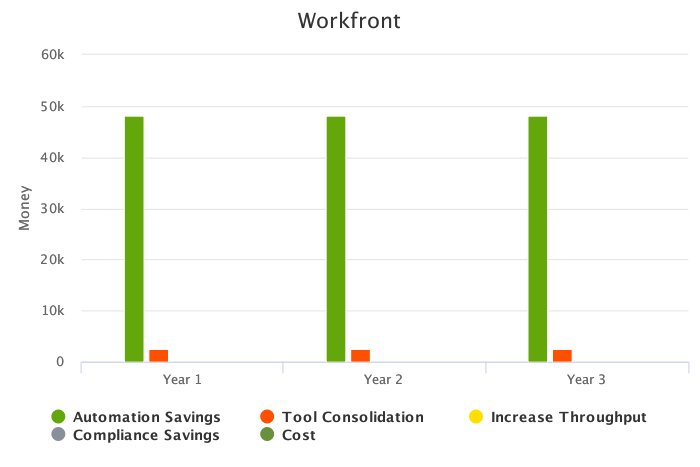 Workfront
60k
50k
40k
30k
20k
10k
0
Money
Year 1 Year 2 Year 3
Automation Savings Tool Consolidation Increase Throughput
Compliance Savings Cost